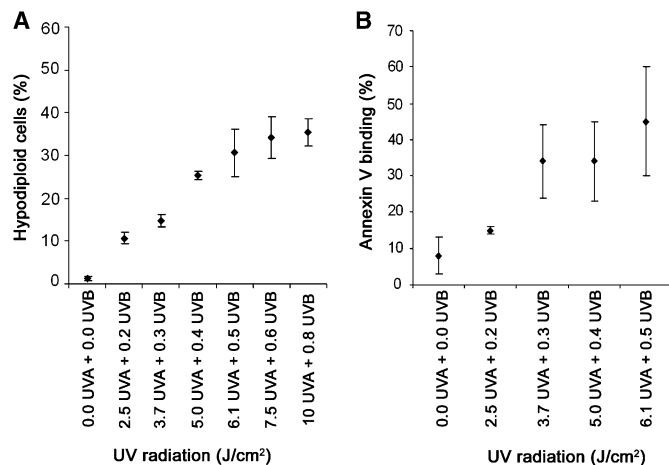 A
60
50
40
30
20
10
0
Hypodiploid cells (%)
0.0 UVA + 0.0 UVB
2.5 UVA + 0.2 UVB
3.7 UVA + 0.3 UVB
5.0 UVA + 0.4 UVB
6.1 UVA + 0.5 UVB
7.5 UVA + 0.6 UVB
10 UVA + 0.8 UVB
UV radiation (J/cm²)
B
70
60
50
40
30
20
10
0
Annexin V binding (%)
0.0 UVA + 0.0 UVB
2.5 UVA + 0.2 UVB
3.7 UVA + 0.3 UVB
5.0 UVA + 0.4 UVB
6.1 UVA + 0.5 UVB
UV radiation (J/cm²)